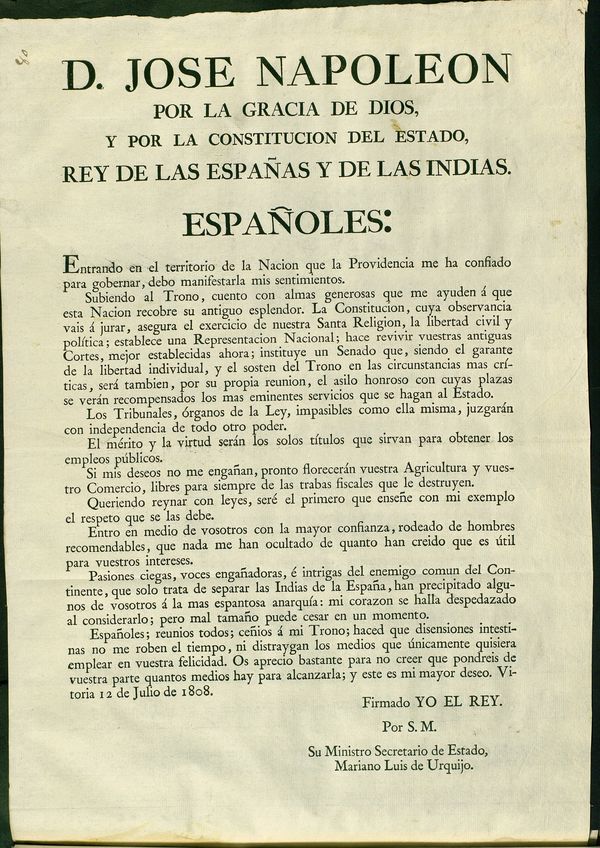 80
D. JOSE NAPOLEON
POR LA GRACIA DE DIOS,
Y POR LA CONSTITUCION DEL ESTADO,
REY DE LAS ESPAÑAS Y DE LAS INDIAS.
ESPAÑOLES:
Entrando en el territorio de la Nacion que la Providencia me ha confiado
para gobernar, debo manifestarla mis sentimientos.
Subiendo al Trono, cuento con almas generosas que me ayuden á que
esta Nacion recobre su antiguo esplendor. La Constitucion, cuya observancia
vais á jurar, asegura el exercicio de nuestra Santa Religion, la libertad civil y
política; establece una Representacion Nacional; hace revivir vuestras antiguas
Cortes, mejor establecidas ahora; instituye un Senado que, siendo el garante
de la libertad individual, y el sosten del Trono en las circunstancias mas crí-
ticas, será tambien, por su propia reunion, el asilo honroso con cuyas plazas
se verán recompensados los mas eminentes servicios que se hagan al Estado.
Los Tribunales, órganos de la Ley, impasibles como ella misma, juzgarán
con independencia de todo otro poder.
El mérito y la virtud serán los solos títulos que sirvan para obtener los
empleos públicos.
Si mis deseos no me engañan, pronto florecerán vuestra Agricultura y vues-
tro Comercio, libres para siempre de las trabas fiscales que le destruyen.
Queriendo reynar con leyes, seré el primero que enseñe con mi exemplo
el respeto que se las debe.
Entro en medio de vosotros con la mayor confianza, rodeado de hombres
recomendables, que nada me han ocultado de quanto han creido que es útil
para vuestros intereses.
Pasiones ciegas, voces engañadoras, é intrigas del enemigo comun del Con-
tinente, que solo trata de separar las Indias de la España, han precipitado algu-
nos de vosotros á la mas espantosa anarquía: mi corazon se halla despedazado
al considerarlo; pero mal tamaño puede cesar en un momento.
Españoles; reunios todos; ceñios á mi Trono; haced que disensiones intesti-
nas no me roben el tiempo, ni distraygan los medios que únicamente quisiera
emplear en vuestra felicidad. Os aprecio bastante para no creer que pondreis de
vuestra parte quantos medios hay para alcanzarla; y este es mi mayor deseo. Vi-
toria 12 de Julio de 1808.
Firmado YO EL REY.
Por S. M.
Su Ministro Secretario de Estado,
Mariano Luis de Urquijo.